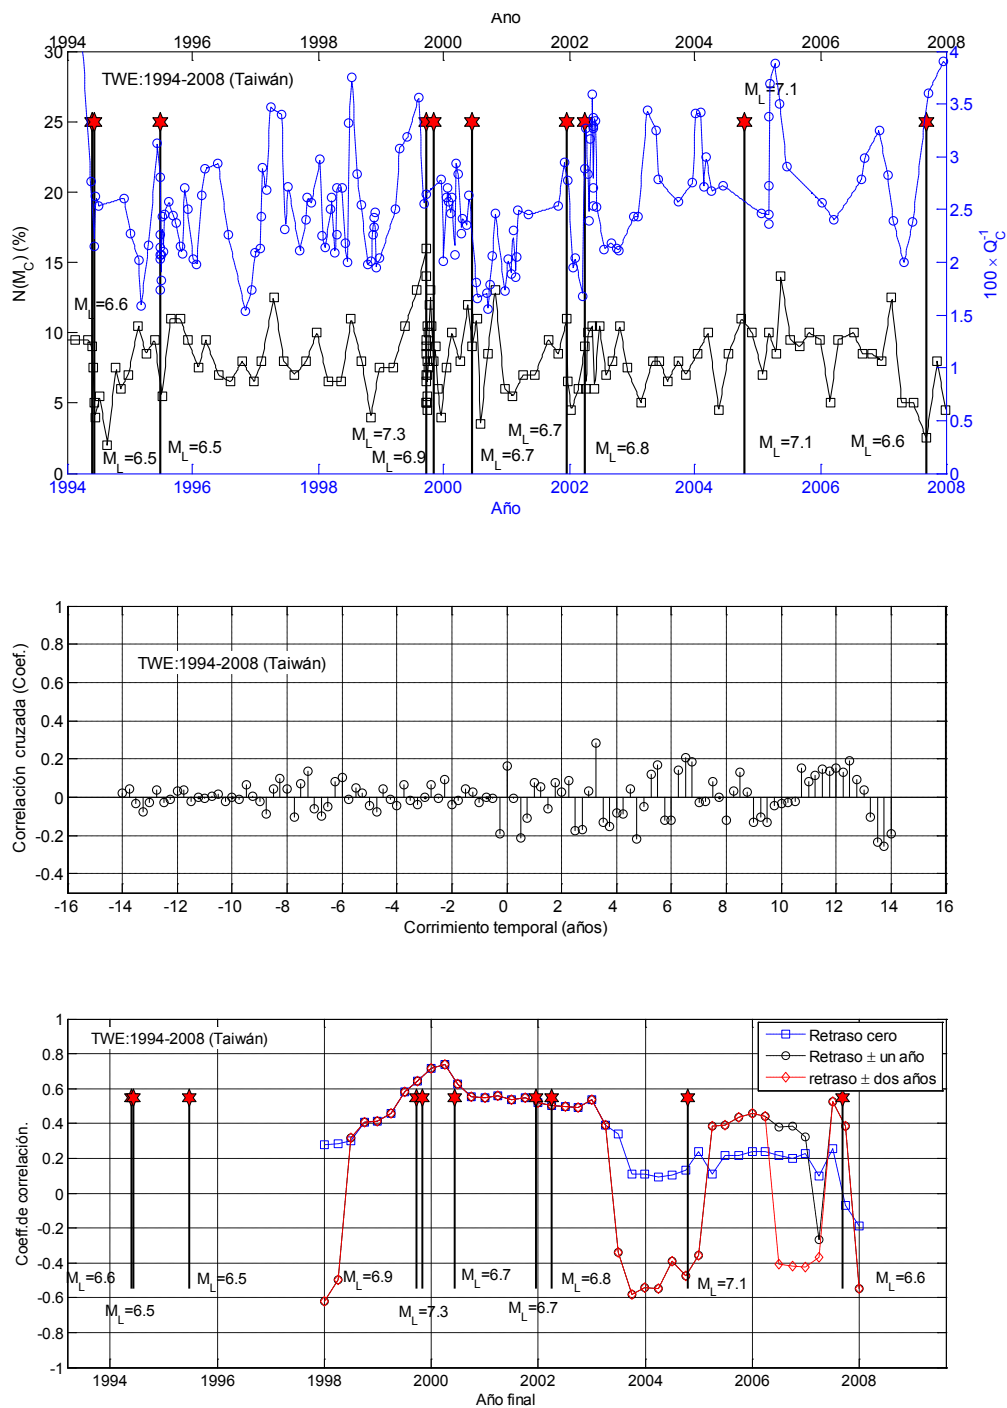 Año
1994 1996 1998 2000 2002 2004 2006 2008
30 4
TWE:1994-2008 (Taiwán)
M_L=7.1
25 3.5
20 3
2.5
N(M_C) (%)
100 × Q_C^-1
15 2
M_L=6.6
10 1.5
1
5 0.5
M_L=7.3
M_L=6.7
M_L=6.5
M_L=6.5
M_L=6.9
M_L=6.7
M_L=6.8
M_L=7.1
M_L=6.6
0 0
1994 1996 1998 2000 2002 2004 2006 2008
Año
1
0.8
TWE:1994-2008 (Taiwán)
0.6
0.4
0.2
0
-0.2
-0.4
Correlación cruzada (Coef.)
-16 -14 -12 -10 -8 -6 -4 -2 0 2 4 6 8 10 12 14 16
Corrimiento temporal (años)
1
TWE:1994-2008 (Taiwán)
Retraso cero
Retraso ± un año
retraso ± dos años
0.8
0.6
0.4
0.2
0
-0.2
-0.4
-0.6
-0.8
-1
Coeff.de correlación.
M_L=6.6
M_L=6.5
M_L=6.5
M_L=6.9
M_L=7.3
M_L=6.7
M_L=6.7
M_L=6.8
M_L=7.1
M_L=6.6
1994 1996 1998 2000 2002 2004 2006 2008
Año final